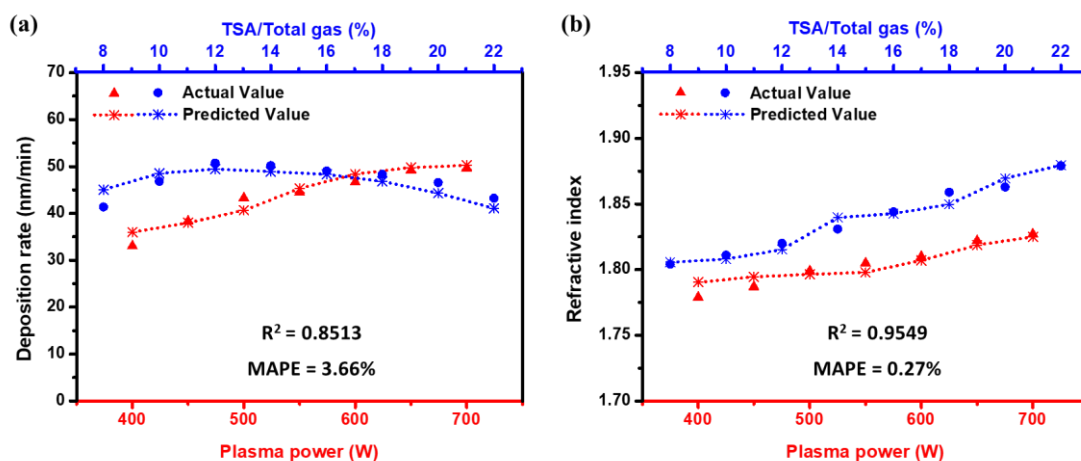 (a)
TSA/Total gas (%)
8 10 12 14 16 18 20 22
70
60
50
40
30
20
10
0
Deposition rate (nm/min)
Actual Value
Predicted Value
R² = 0.8513
MAPE = 3.66%
400 500 600 700
Plasma power (W)
(b)
TSA/Total gas (%)
8 10 12 14 16 18 20 22
1.95
1.90
1.85
1.80
1.75
1.70
Refractive index
Actual Value
Predicted Value
R² = 0.9549
MAPE = 0.27%
400 500 600 700
Plasma power (W)